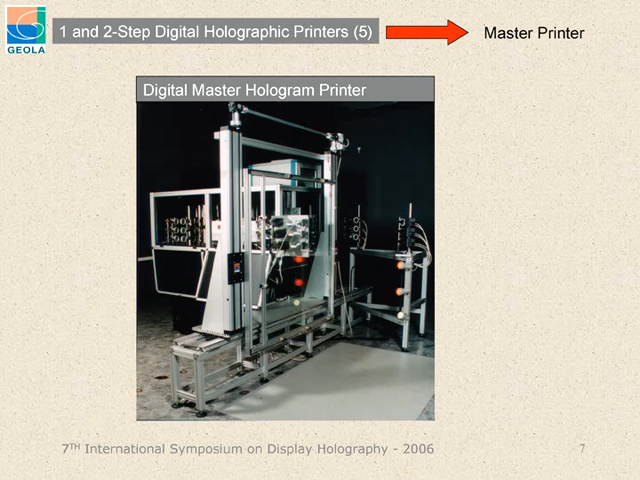 GEOLA
1 and 2-Step Digital Holographic Printers (5)
Master Printer
Digital Master Hologram Printer
7TH International Symposium on Display Holography - 2006
7